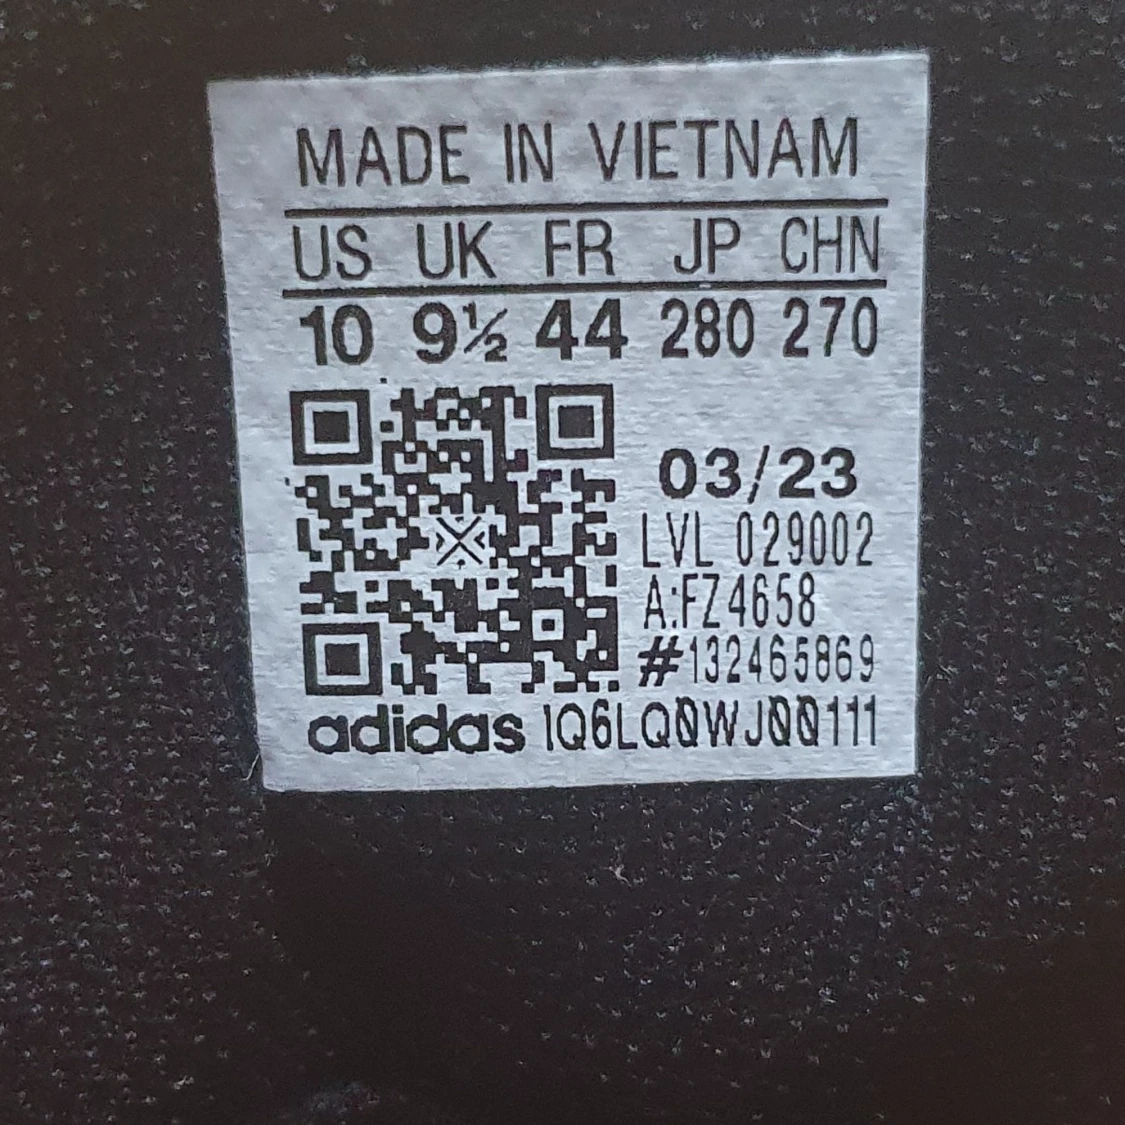 MADE IN VIETNAM
US UK FR JP CHN
10 9½ 44 280 270
03/23
LVL 029002
A:FZ4658
#132465869
adidas 1Q6LQ0WJ00111